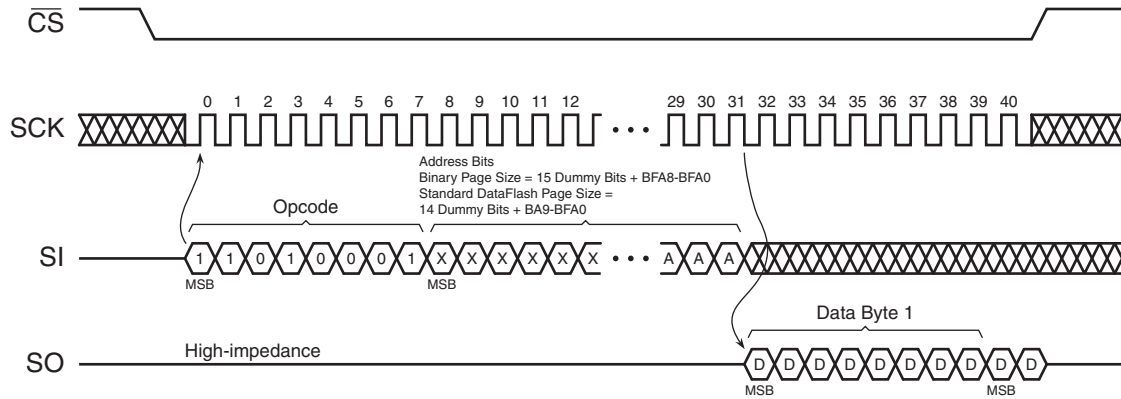 CS
0 1 2 3 4 5 6 7 8 9 10 11 12 29 30 31 32 33 34 35 36 37 38 39 40
SCK
Address Bits
Binary Page Size = 15 Dummy Bits + BFA8-BFA0
Standard DataFlash Page Size =
14 Dummy Bits + BA9-BFA0
Opcode
SI 1 1 0 1 0 0 0 1 X X X X X X A A A
MSB MSB
Data Byte 1
High-impedance
SO D D D D D D D D D D
MSB MSB